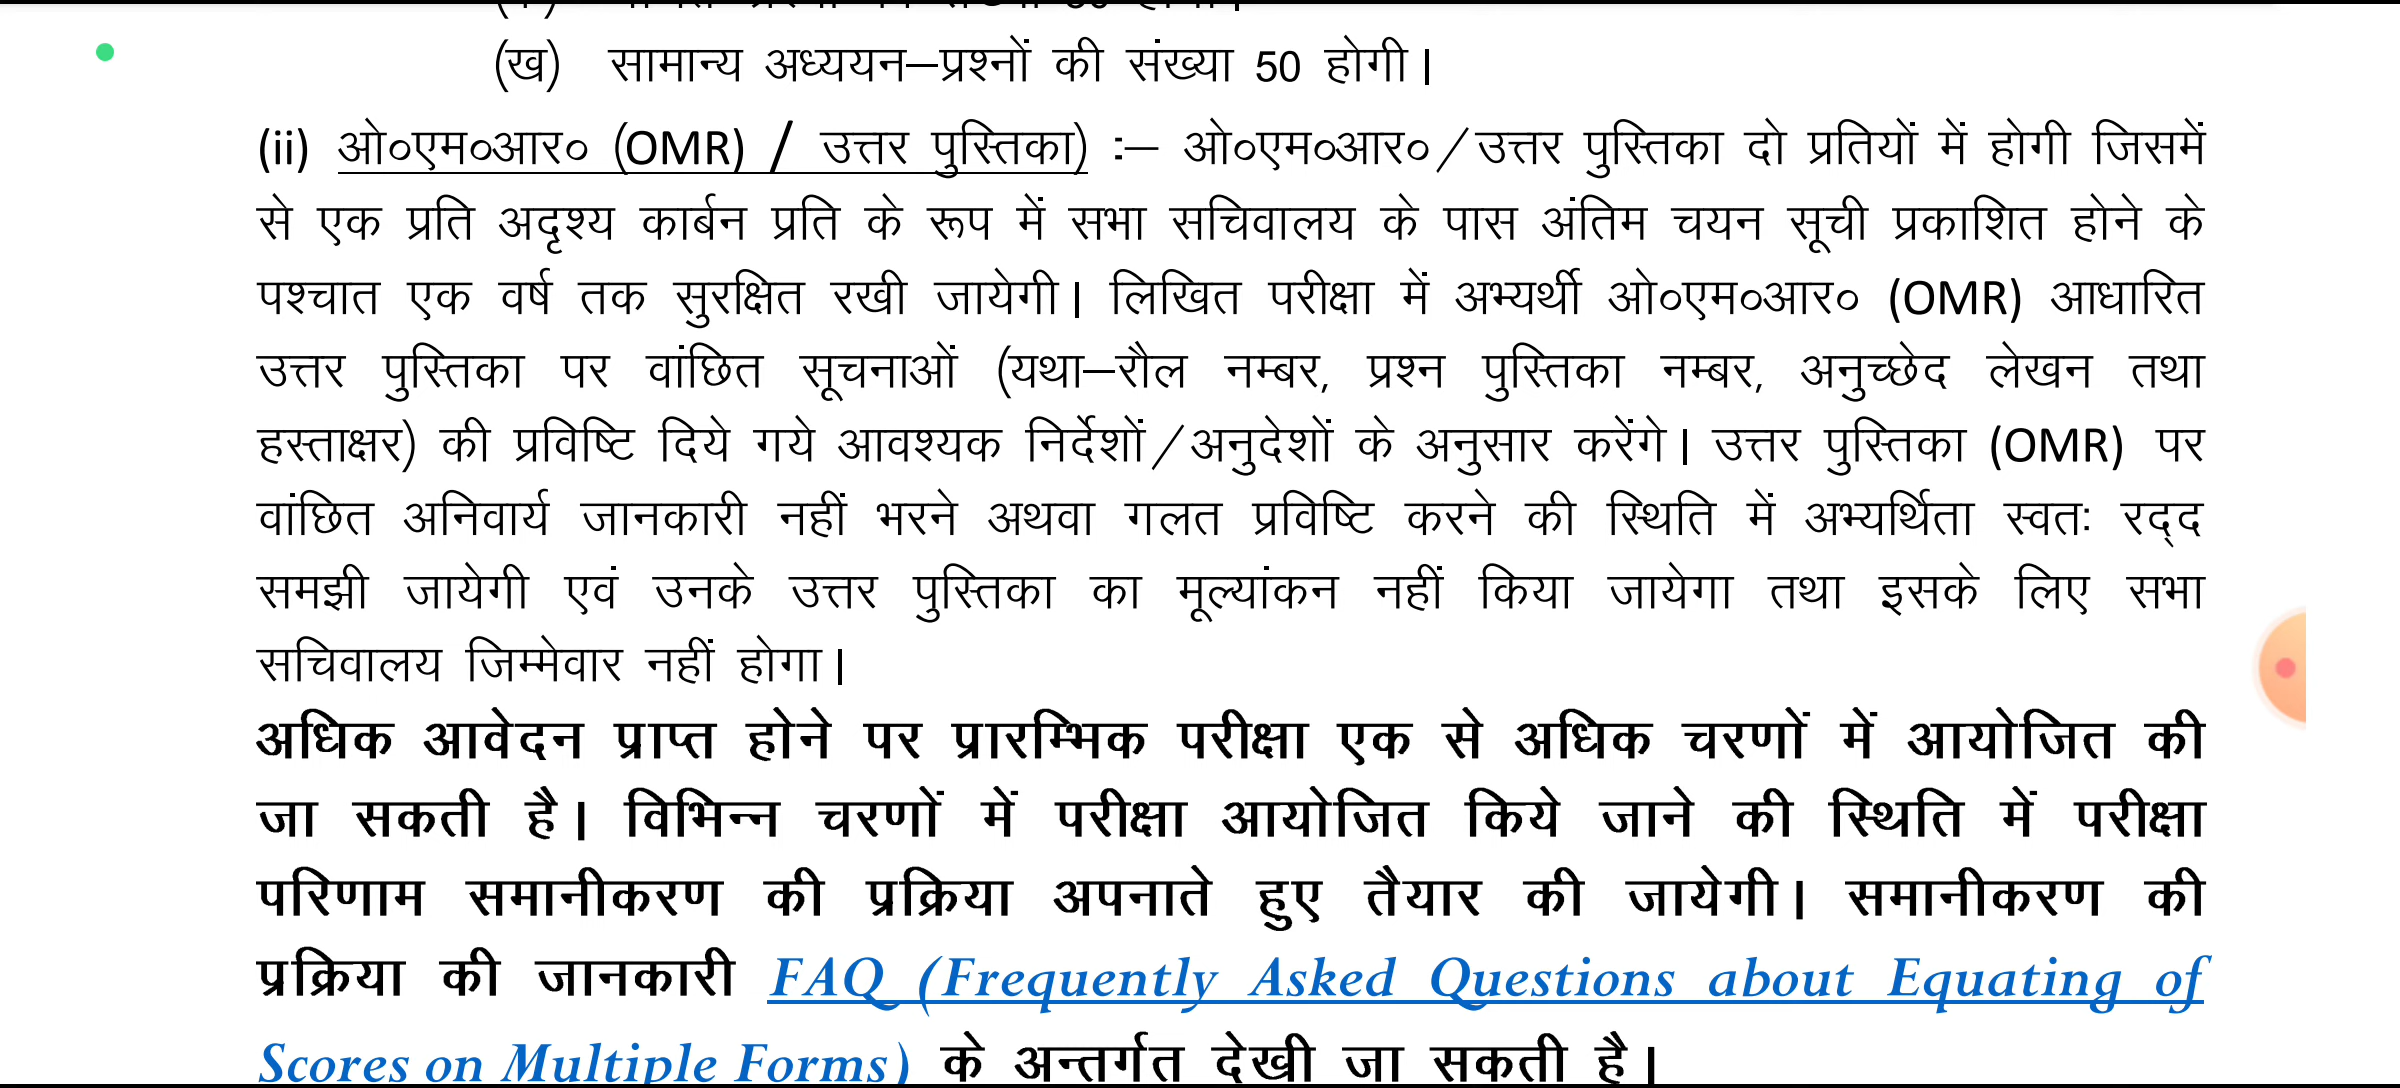 (ख) सामान्य अध्ययन–प्रश्नों की संख्या 50 होगी।
(ii) ओ०एम०आर० (OMR) / उत्तर पुस्तिका) :– ओ०एम०आर०/उत्तर पुस्तिका दो प्रतियों में होगी जिसमें
से एक प्रति अदृश्य कार्बन प्रति के रूप में सभा सचिवालय के पास अंतिम चयन सूची प्रकाशित होने के
पश्चात एक वर्ष तक सुरक्षित रखी जायेगी। लिखित परीक्षा में अभ्यर्थी ओ०एम०आर० (OMR) आधारित
उत्तर पुस्तिका पर वांछित सूचनाओं (यथा–रौल नम्बर, प्रश्न पुस्तिका नम्बर, अनुच्छेद लेखन तथा
हस्ताक्षर) की प्रविष्टि दिये गये आवश्यक निर्देशों/अनुदेशों के अनुसार करेंगे। उत्तर पुस्तिका (OMR) पर
वांछित अनिवार्य जानकारी नहीं भरने अथवा गलत प्रविष्टि करने की स्थिति में अभ्यर्थिता स्वतः रद्द
समझी जायेगी एवं उनके उत्तर पुस्तिका का मूल्यांकन नहीं किया जायेगा तथा इसके लिए सभा
सचिवालय जिम्मेवार नहीं होगा।
अधिक आवेदन प्राप्त होने पर प्रारम्भिक परीक्षा एक से अधिक चरणों में आयोजित की
जा सकती है। विभिन्न चरणों में परीक्षा आयोजित किये जाने की स्थिति में परीक्षा
परिणाम समानीकरण की प्रक्रिया अपनाते हुए तैयार की जायेगी। समानीकरण की
प्रक्रिया की जानकारी FAQ (Frequently Asked Questions about Equating of
Scores on Multiple Forms) के अन्तर्गत देखी जा सकती है।